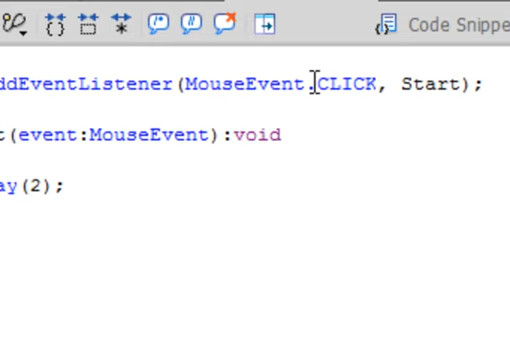 Code Snippe
ddEventListener(MouseEvent.CLICK, Start);
t(event:MouseEvent):void
ay(2);